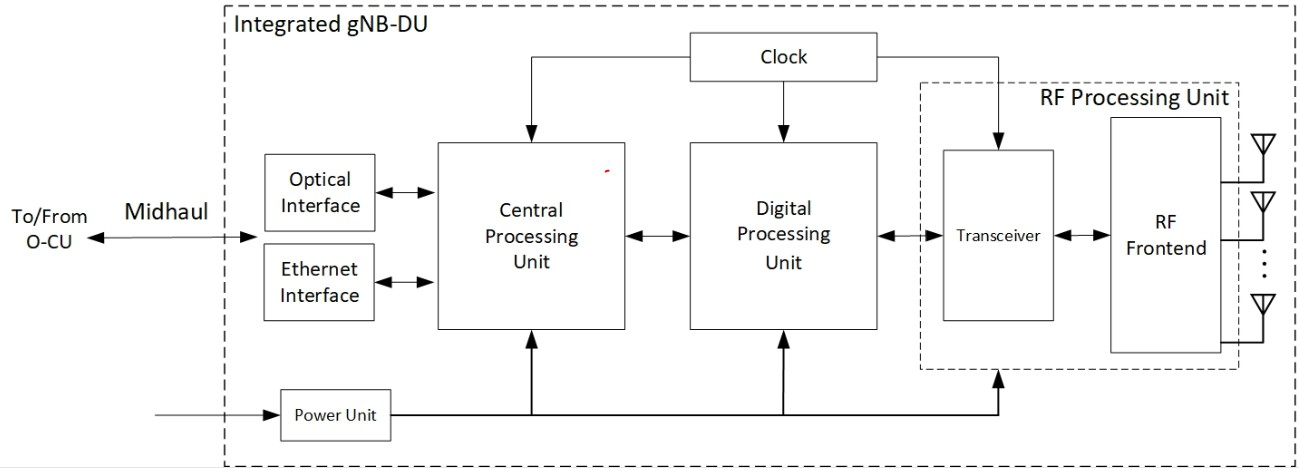 Integrated gNB-DU
Clock
RF Processing Unit
Optical
Interface
Ethernet
Interface
Central
Processing
Unit
Digital
Processing
Unit
Transceiver
RF
Frontend
To/From
O-CU
Midhaul
Power Unit